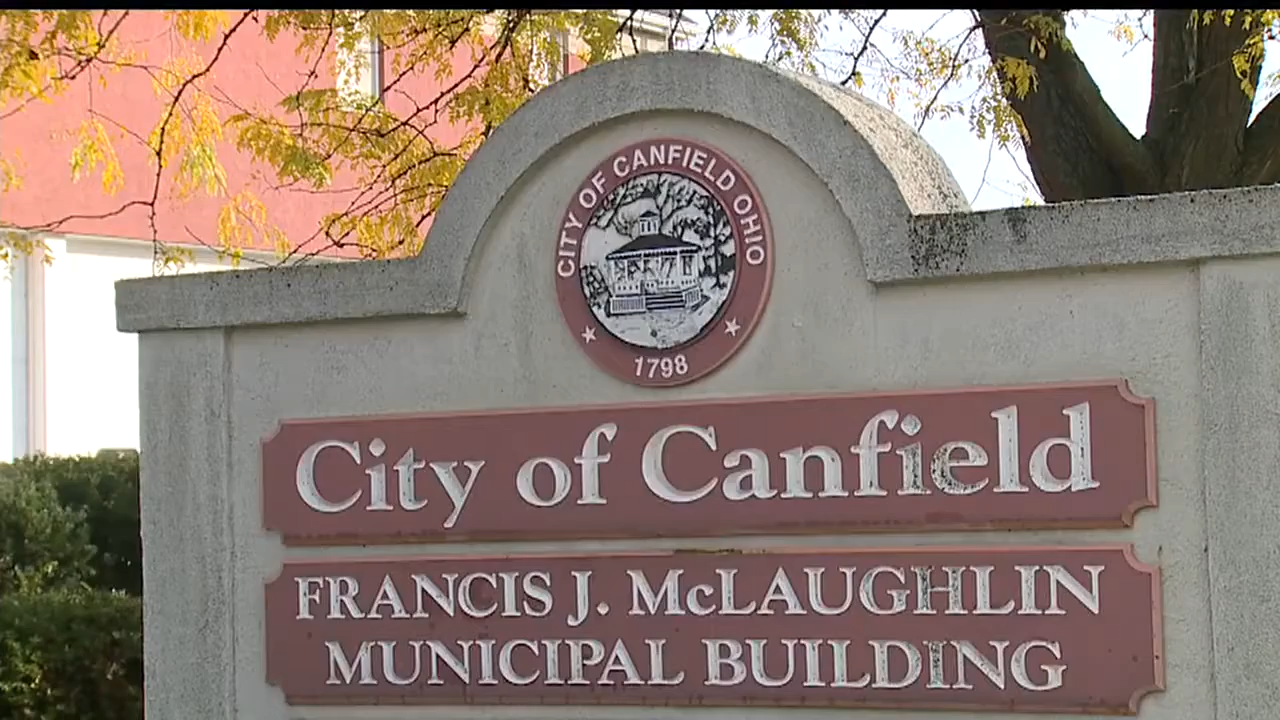 CITY OF CANFIELD OHIO
1798
City of Canfield
FRANCIS J. McLAUGHLIN
MUNICIPAL BUILDING